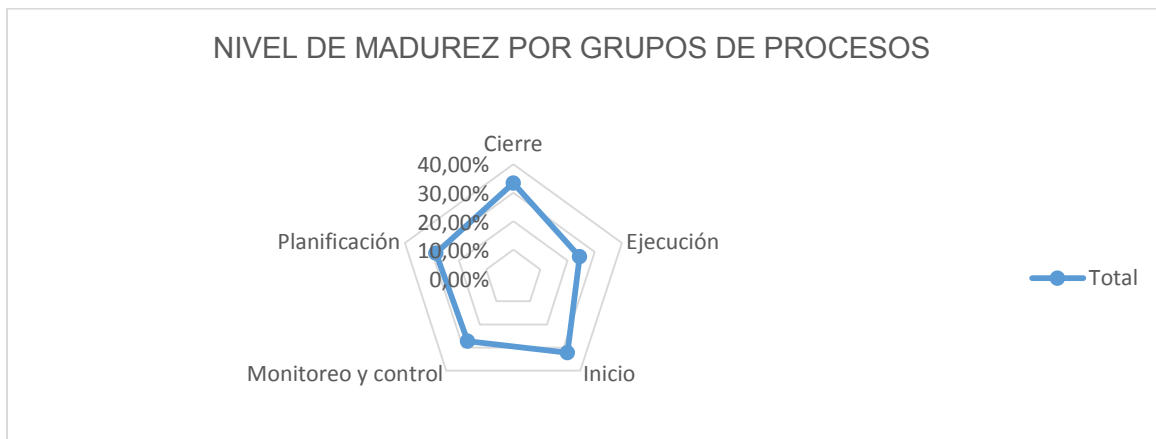 NIVEL DE MADUREZ POR GRUPOS DE PROCESOS
Cierre
40,00%
30,00%
20,00%
10,00%
0,00%
Planificación
Ejecución
Total
Monitoreo y control
Inicio